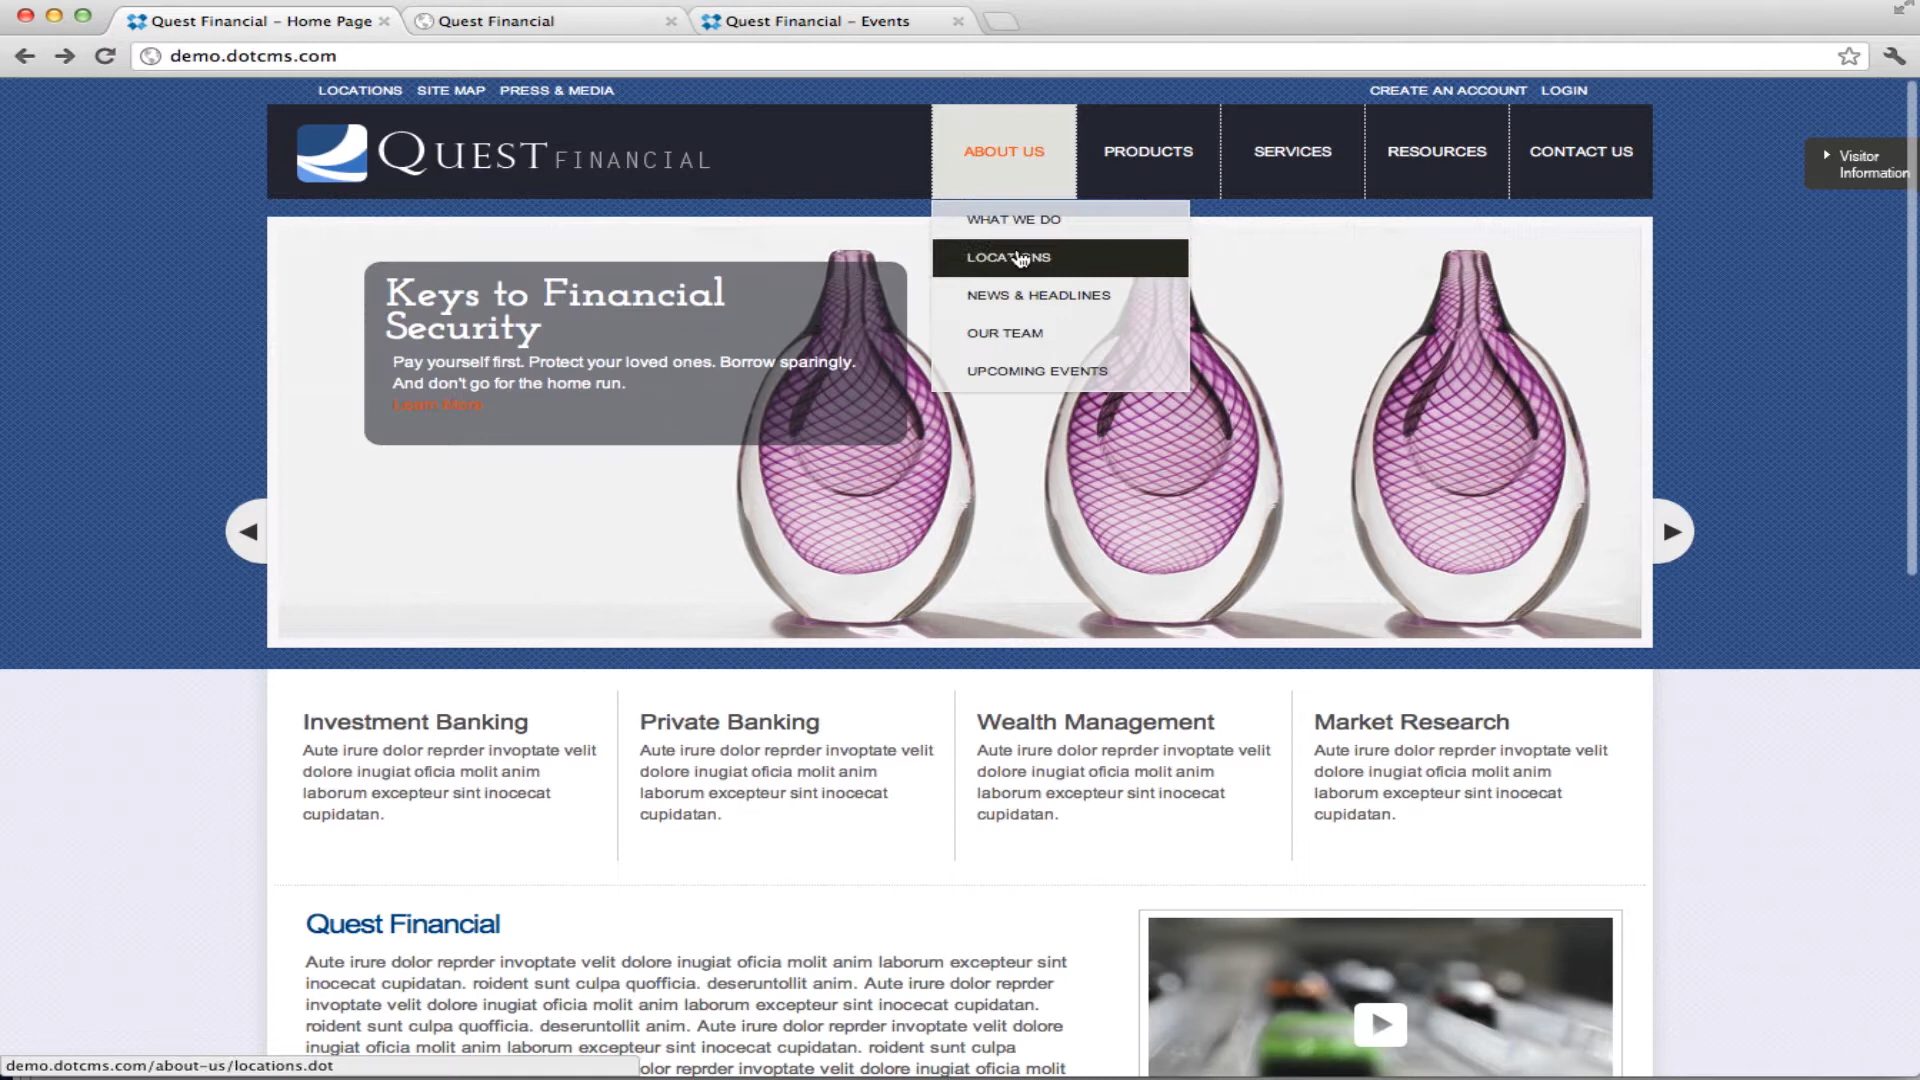 Quest Financial – Home Page
Quest Financial
Quest Financial – Events
demo.dotcms.com
LOCATIONS SITE MAP PRESS & MEDIA
CREATE AN ACCOUNT LOGIN
QUEST FINANCIAL
ABOUT US
PRODUCTS
SERVICES
RESOURCES
CONTACT US
Visitor
Information
WHAT WE DO
LOCATIONS
NEWS & HEADLINES
OUR TEAM
UPCOMING EVENTS
Keys to Financial
Security
Pay yourself first. Protect your loved ones. Borrow sparingly.
And don't go for the home run.
Learn More
Investment Banking
Aute irure dolor reprder invoptate velit
dolore inugiat oficia molit anim
laborum excepteur sint inocecat
cupidatan.
Private Banking
Aute irure dolor reprder invoptate velit
dolore inugiat oficia molit anim
laborum excepteur sint inocecat
cupidatan.
Wealth Management
Aute irure dolor reprder invoptate velit
dolore inugiat oficia molit anim
laborum excepteur sint inocecat
cupidatan.
Market Research
Aute irure dolor reprder invoptate velit
dolore inugiat oficia molit anim
laborum excepteur sint inocecat
cupidatan.
Quest Financial
Aute irure dolor reprder invoptate velit dolore inugiat oficia molit anim laborum excepteur sint
inocecat cupidatan. roident sunt culpa quofficia. deseruntollit anim. Aute irure dolor reprder
invoptate velit dolore inugiat oficia molit anim laborum excepteur sint inocecat cupidatan.
roident sunt culpa quofficia. deseruntollit anim. Aute irure dolor reprder invoptate velit dolore
inugiat oficia molit anim laborum excepteur sint inocecat cupidatan. roident sunt culpa
olor reprder invoptate velit dolore inugiat oficia molit
demo.dotcms.com/about-us/locations.dot